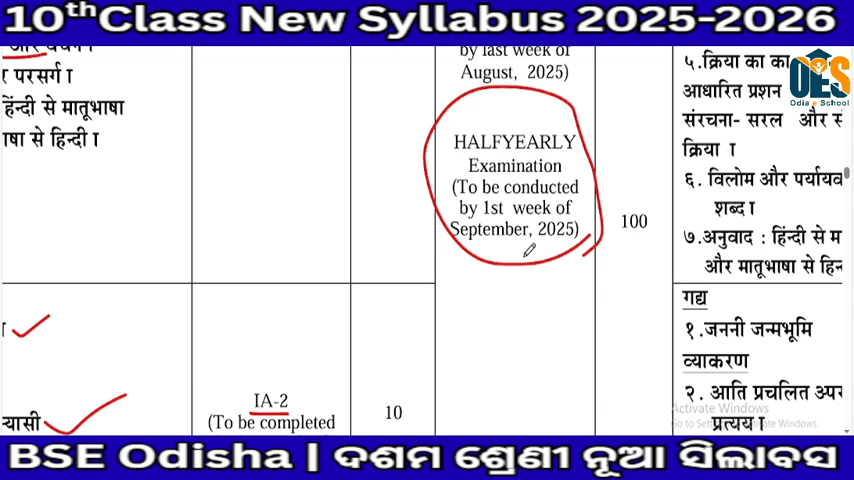 10thClass New Syllabus 2025-2026
और
र परसर्ग ।
हिंन्दी से मातूभाषा
ाषा से हिन्दी ।
यासी
IA-2
(To be completed
10
by last week of
August, 2025)
HALFYEARLY
Examination
(To be conducted
by 1st week of
September, 2025)
100
५.क्रिया का का
आधारित प्रशन
संरचना- सरल और सं
क्रिया ।
६. विलोम और पर्यायव
शब्द ।
७.अनुवाद : हिंन्दी से म
और मातूभाषा से हिन
गद्य
१.जननी जन्मभूमि
व्याकरण
२. आति प्रचलित अपर
प्रत्यय ।
OES
Odia e School
Activate Windows
Go to Settings to activate Windows.
BSE Odisha | ଦଶମ ଶ୍ରେଣୀ ନୂଆ ସିଲାବସ